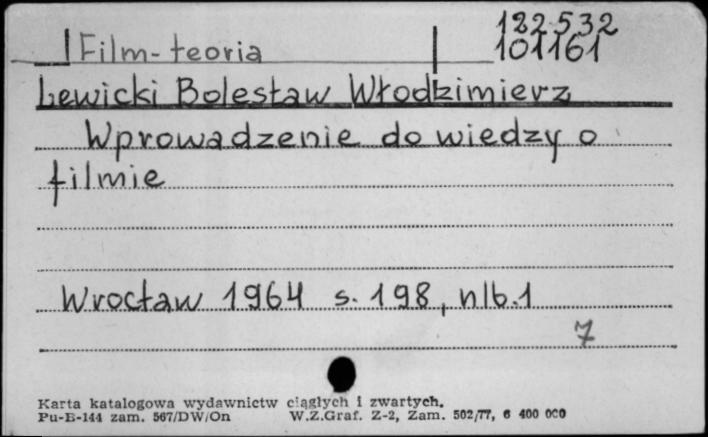 Film-teoria
182532
101161
Lewicki Bolesław Włodzimierz
Wprowadzenie do wiedzy o
filmie
Wrocław 1964 s. 198, nlb. 1
7
Karta katalogowa wydawnictw ciągłych i zwartych.
Pu-B-144 zam. 567/DW/On W.Z.Graf. Z-2, Zam. 502/77, 6 400 000